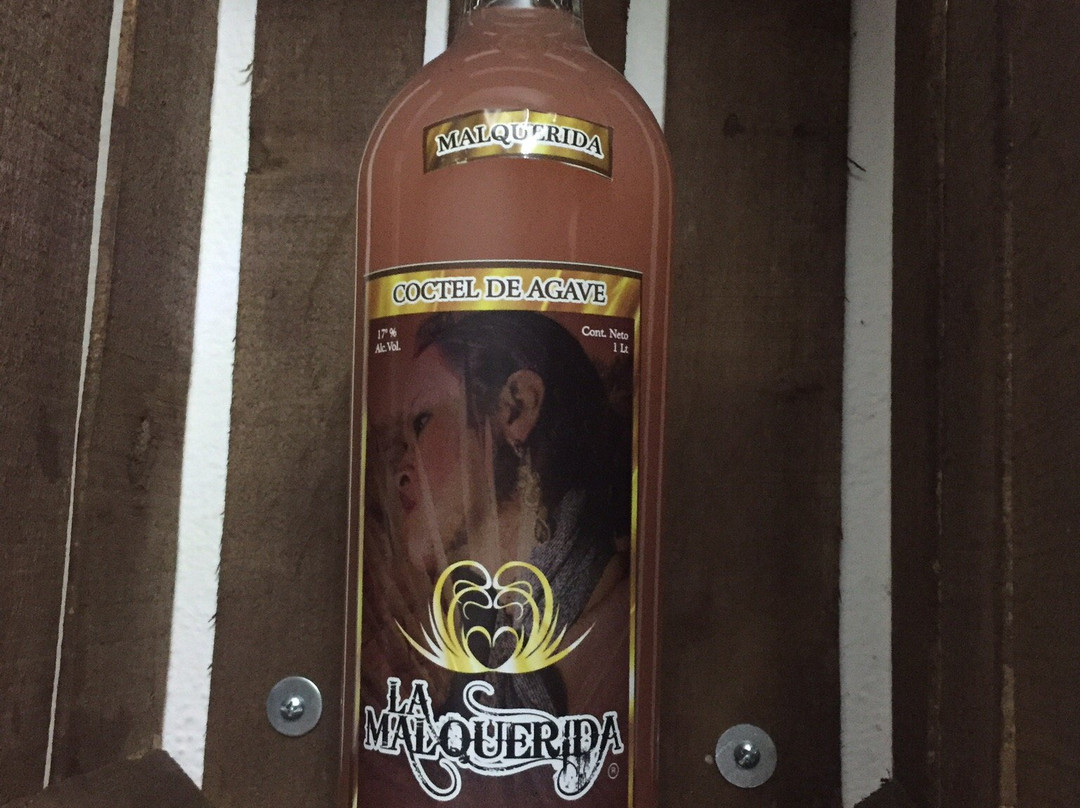 MALQUERIDA
COCTEL DE AGAVE
17° %
Alc. Vol.
Cont. Neto
1 Lt
LA
MALQUERIDA
®